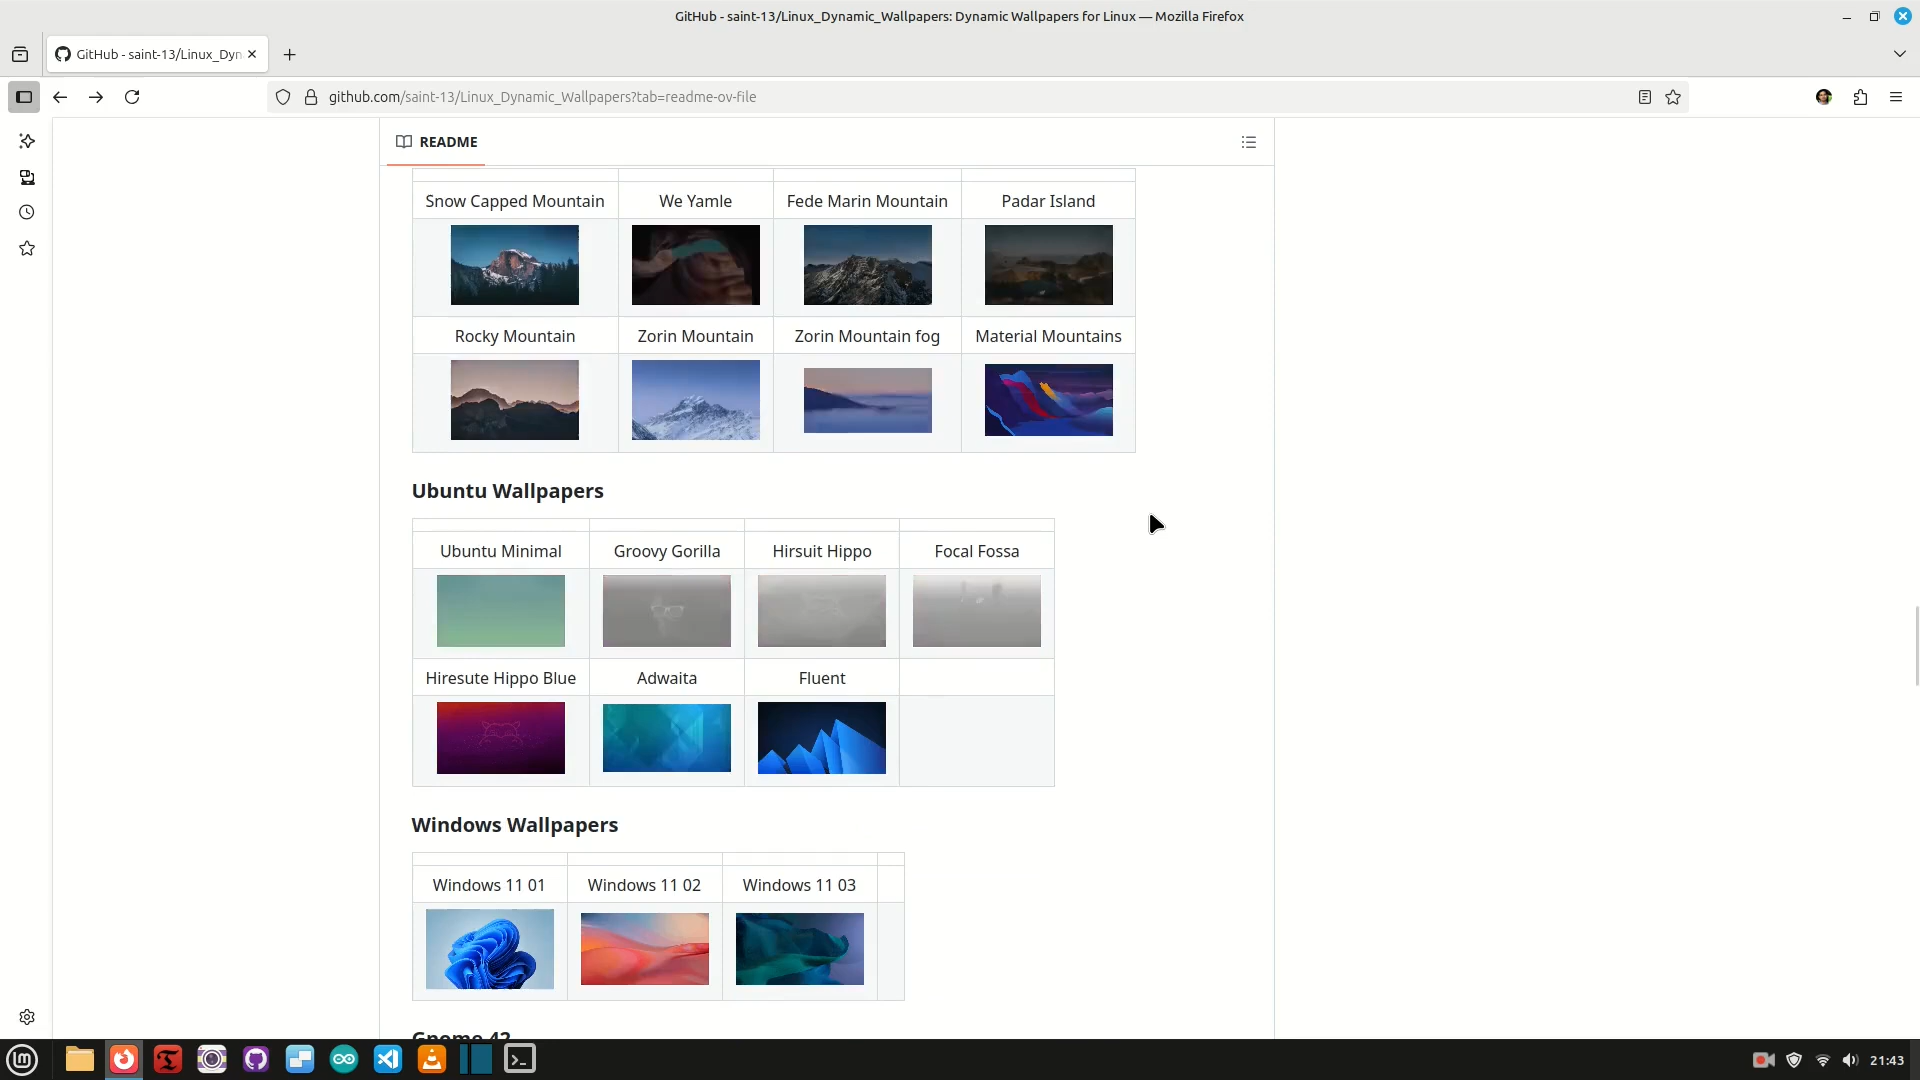 GitHub - saint-13/Linux_Dynamic_Wallpapers: Dynamic Wallpapers for Linux — Mozilla Firefox
GitHub - saint-13/Linux_Dyn
github.com/saint-13/Linux_Dynamic_Wallpapers?tab=readme-ov-file
README
Snow Capped Mountain We Yamle Fede Marin Mountain Padar Island
Rocky Mountain Zorin Mountain Zorin Mountain fog Material Mountains
Ubuntu Wallpapers
Ubuntu Minimal Groovy Gorilla Hirsuit Hippo Focal Fossa
Hiresute Hippo Blue Adwaita Fluent
Windows Wallpapers
Windows 11 01 Windows 11 02 Windows 11 03
Gnome 42
21:43